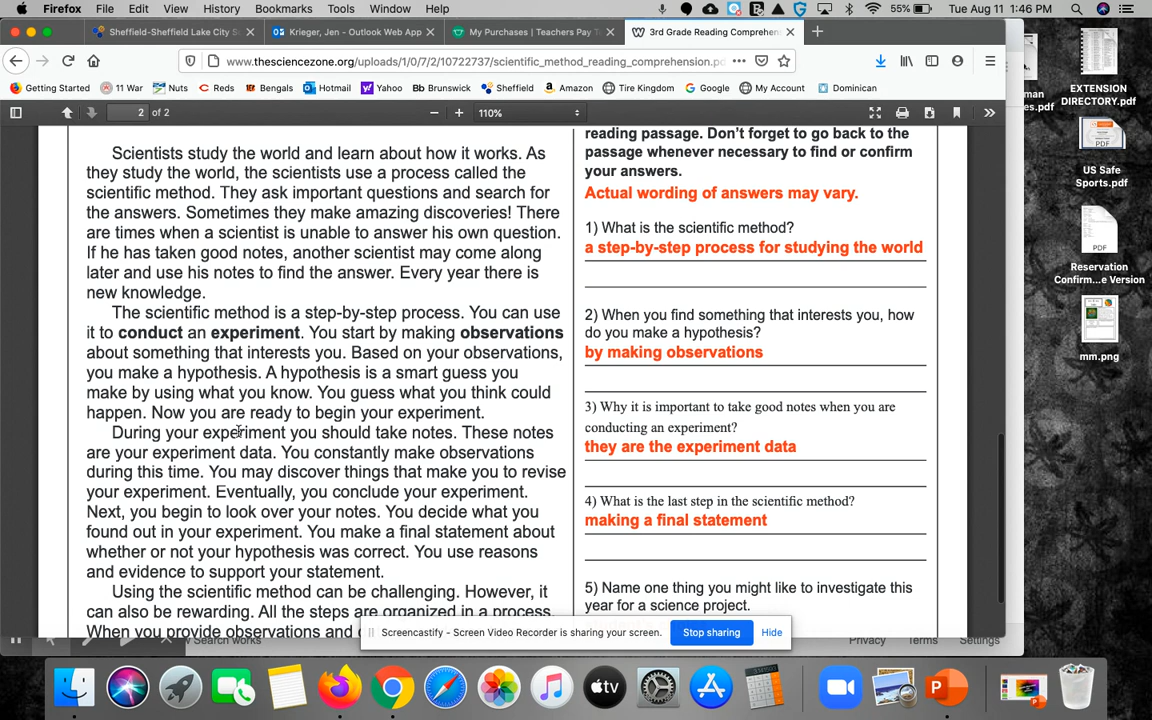 Firefox File Edit View History Bookmarks Tools Window Help 55% Tue Aug 11 1:46 PM
Sheffield-Sheffield Lake City S
Krieger, Jen - Outlook Web App
My Purchases | Teachers Pay T
3rd Grade Reading Comprehen
www.thesciencezone.org/uploads/1/0/7/2/10722737/scientific_method_reading_comprehension.p
Getting Started 11 War Nuts Reds Bengals Hotmail Yahoo Bb Brunswick Sheffield Amazon Tire Kingdom Google My Account Dominican
2 of 2 110%
Scientists study the world and learn about how it works. As
they study the world, the scientists use a process called the
scientific method. They ask important questions and search for
the answers. Sometimes they make amazing discoveries! There
are times when a scientist is unable to answer his own question.
If he has taken good notes, another scientist may come along
later and use his notes to find the answer. Every year there is
new knowledge.
The scientific method is a step-by-step process. You can use
it to conduct an experiment. You start by making observations
about something that interests you. Based on your observations,
you make a hypothesis. A hypothesis is a smart guess you
make by using what you know. You guess what you think could
happen. Now you are ready to begin your experiment.
During your experiment you should take notes. These notes
are your experiment data. You constantly make observations
during this time. You may discover things that make you to revise
your experiment. Eventually, you conclude your experiment.
Next, you begin to look over your notes. You decide what you
found out in your experiment. You make a final statement about
whether or not your hypothesis was correct. You use reasons
and evidence to support your statement.
Using the scientific method can be challenging. However, it
can also be rewarding. All the steps are organized in a process.
When you provide observations and
reading passage. Don't forget to go back to the
passage whenever necessary to find or confirm
your answers.
Actual wording of answers may vary.
1) What is the scientific method?
a step-by-step process for studying the world
2) When you find something that interests you, how
do you make a hypothesis?
by making observations
3) Why it is important to take good notes when you are
conducting an experiment?
they are the experiment data
4) What is the last step in the scientific method?
making a final statement
5) Name one thing you might like to investigate this
year for a science project.
Screencastify - Screen Video Recorder is sharing your screen. Stop sharing Hide
Search works
Privacy Terms Settings
man
es.pdf
EXTENSION
DIRECTORY.pdf
PDF
US Safe
Sports.pdf
PDF
Reservation
Confirm...e Version
mm.png
tv